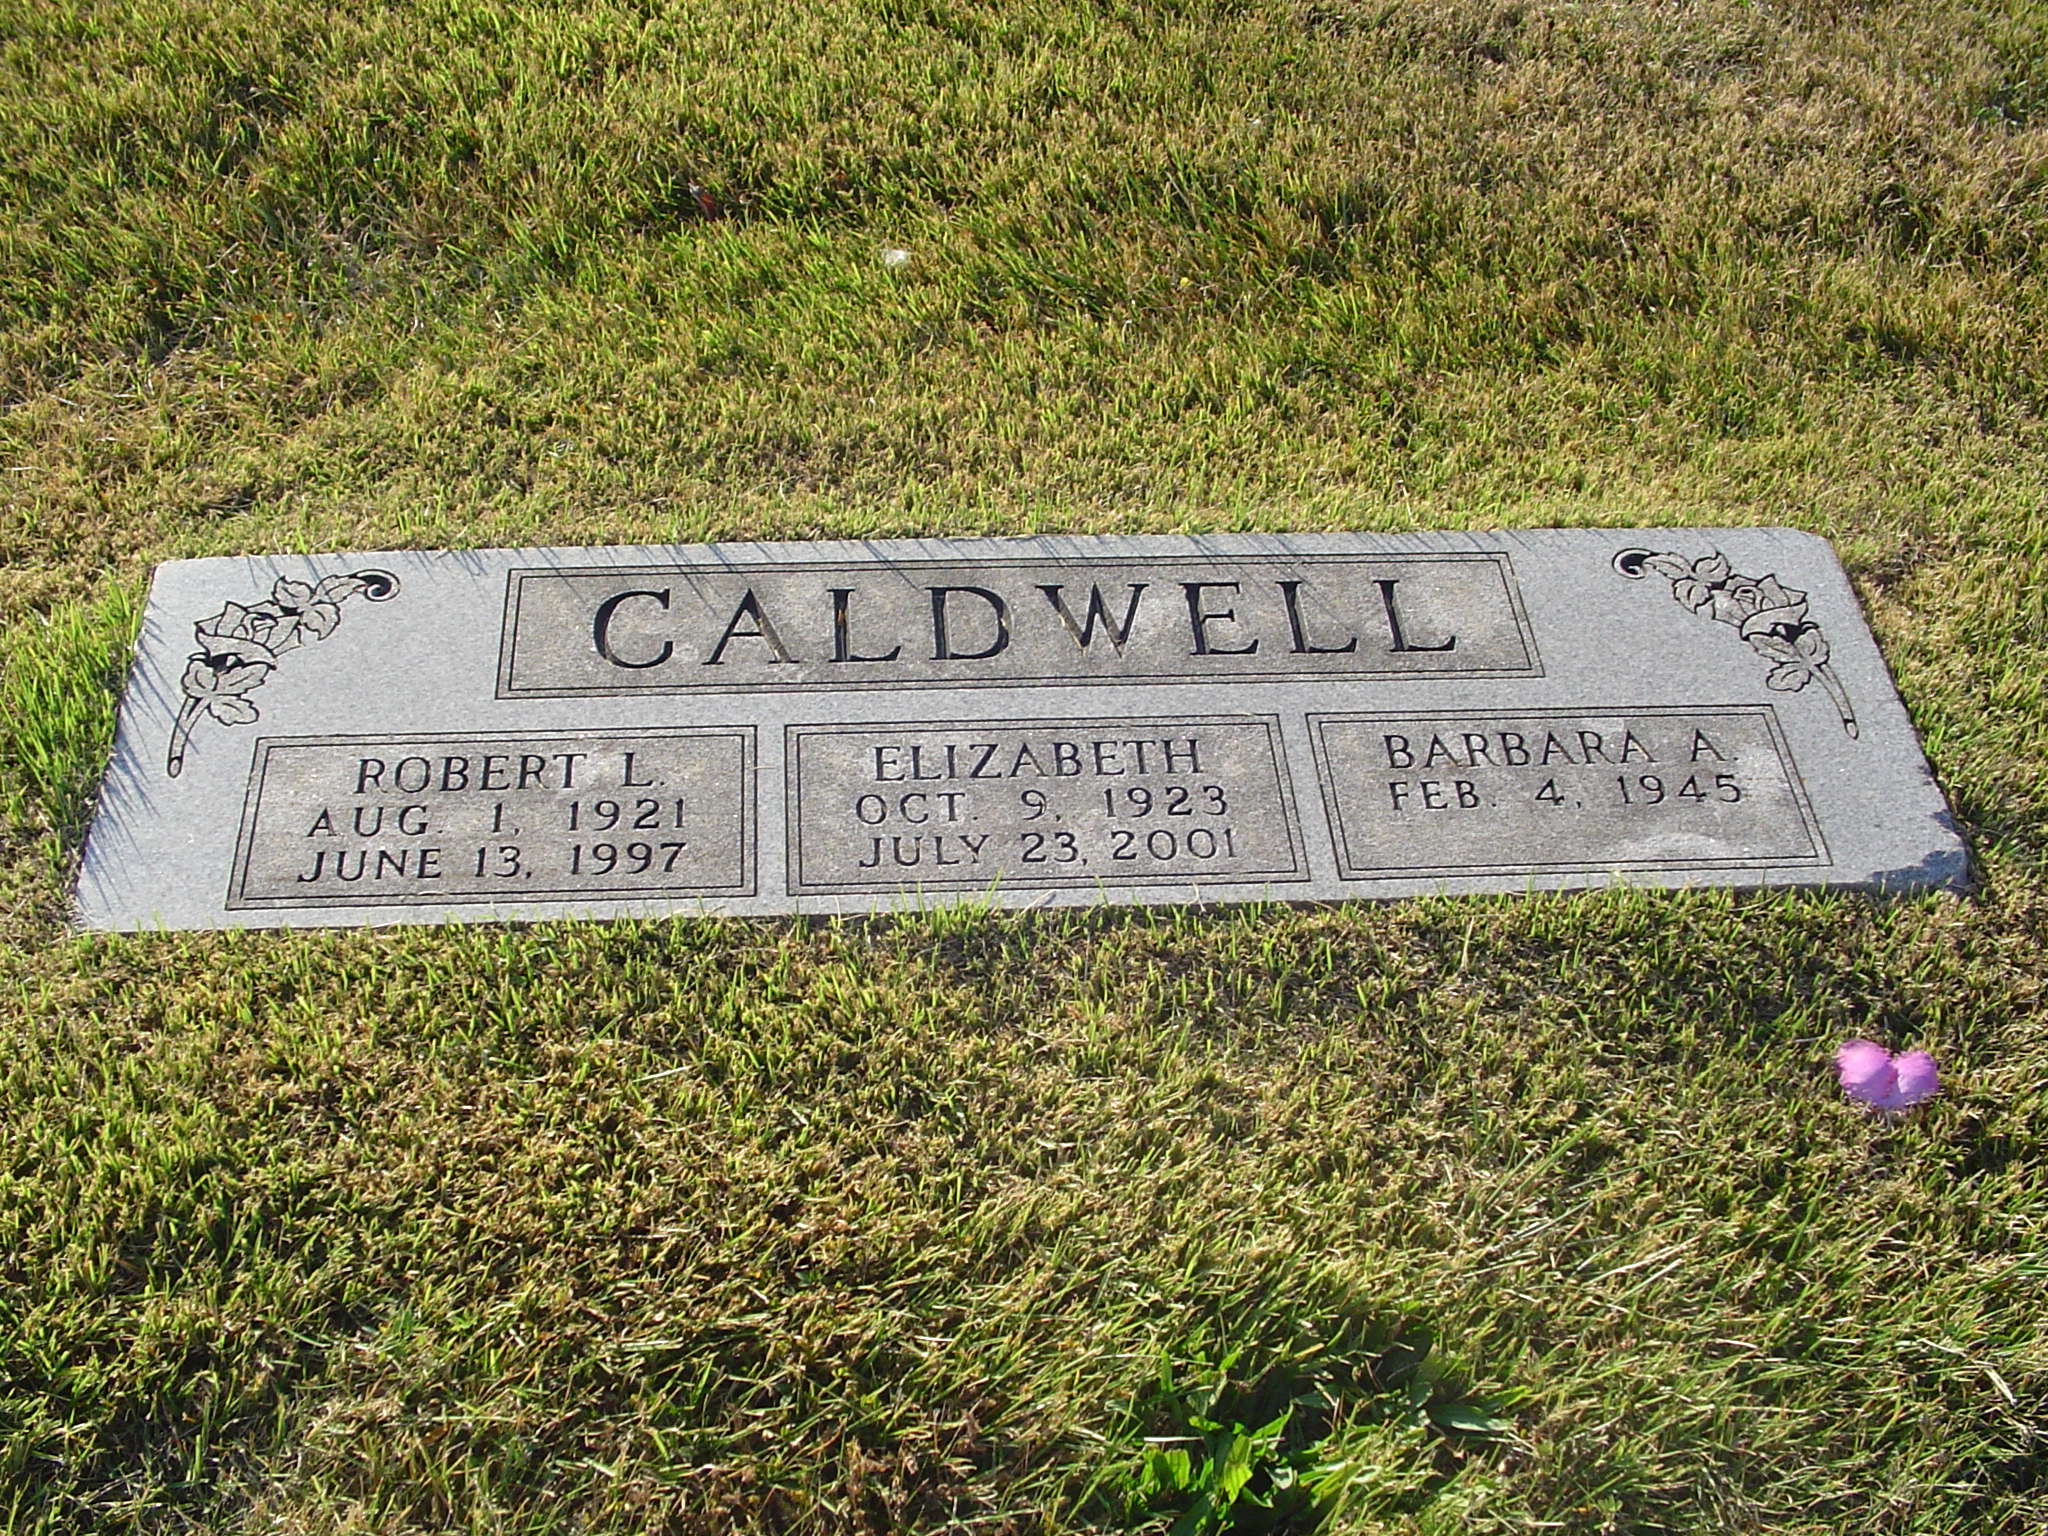 CALDWELL
ROBERT L.
AUG. 1, 1921
JUNE 13, 1997
ELIZABETH
OCT. 9, 1923
JULY 23, 2001
BARBARA A.
FEB. 4, 1945